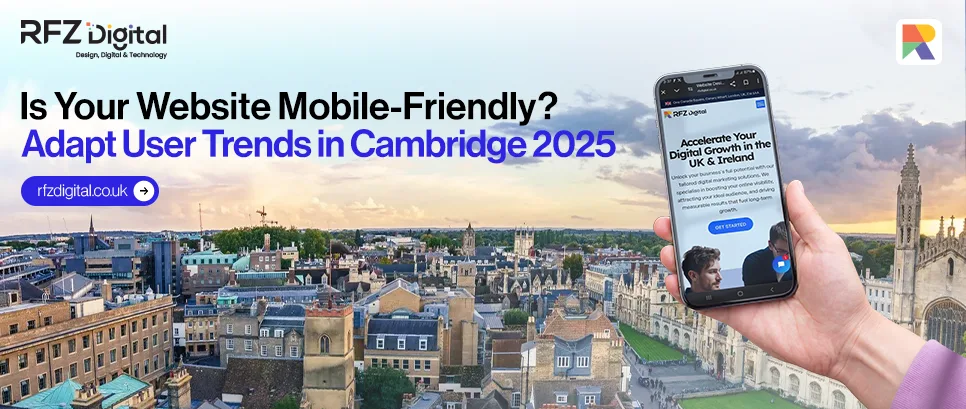 RFZ Digital
Design, Digital & Technology
Is Your Website Mobile-Friendly?
Adapt User Trends in Cambridge 2025
rfzdigital.co.uk
RFZ Digital
Accelerate Your
Digital Growth in the
UK & Ireland
Unlock your business's full potential with our
tailored digital marketing solutions. We
specialise in boosting your online visibility,
attracting your ideal audience, and driving
measurable results that fuel long-term
growth.
GET STARTED